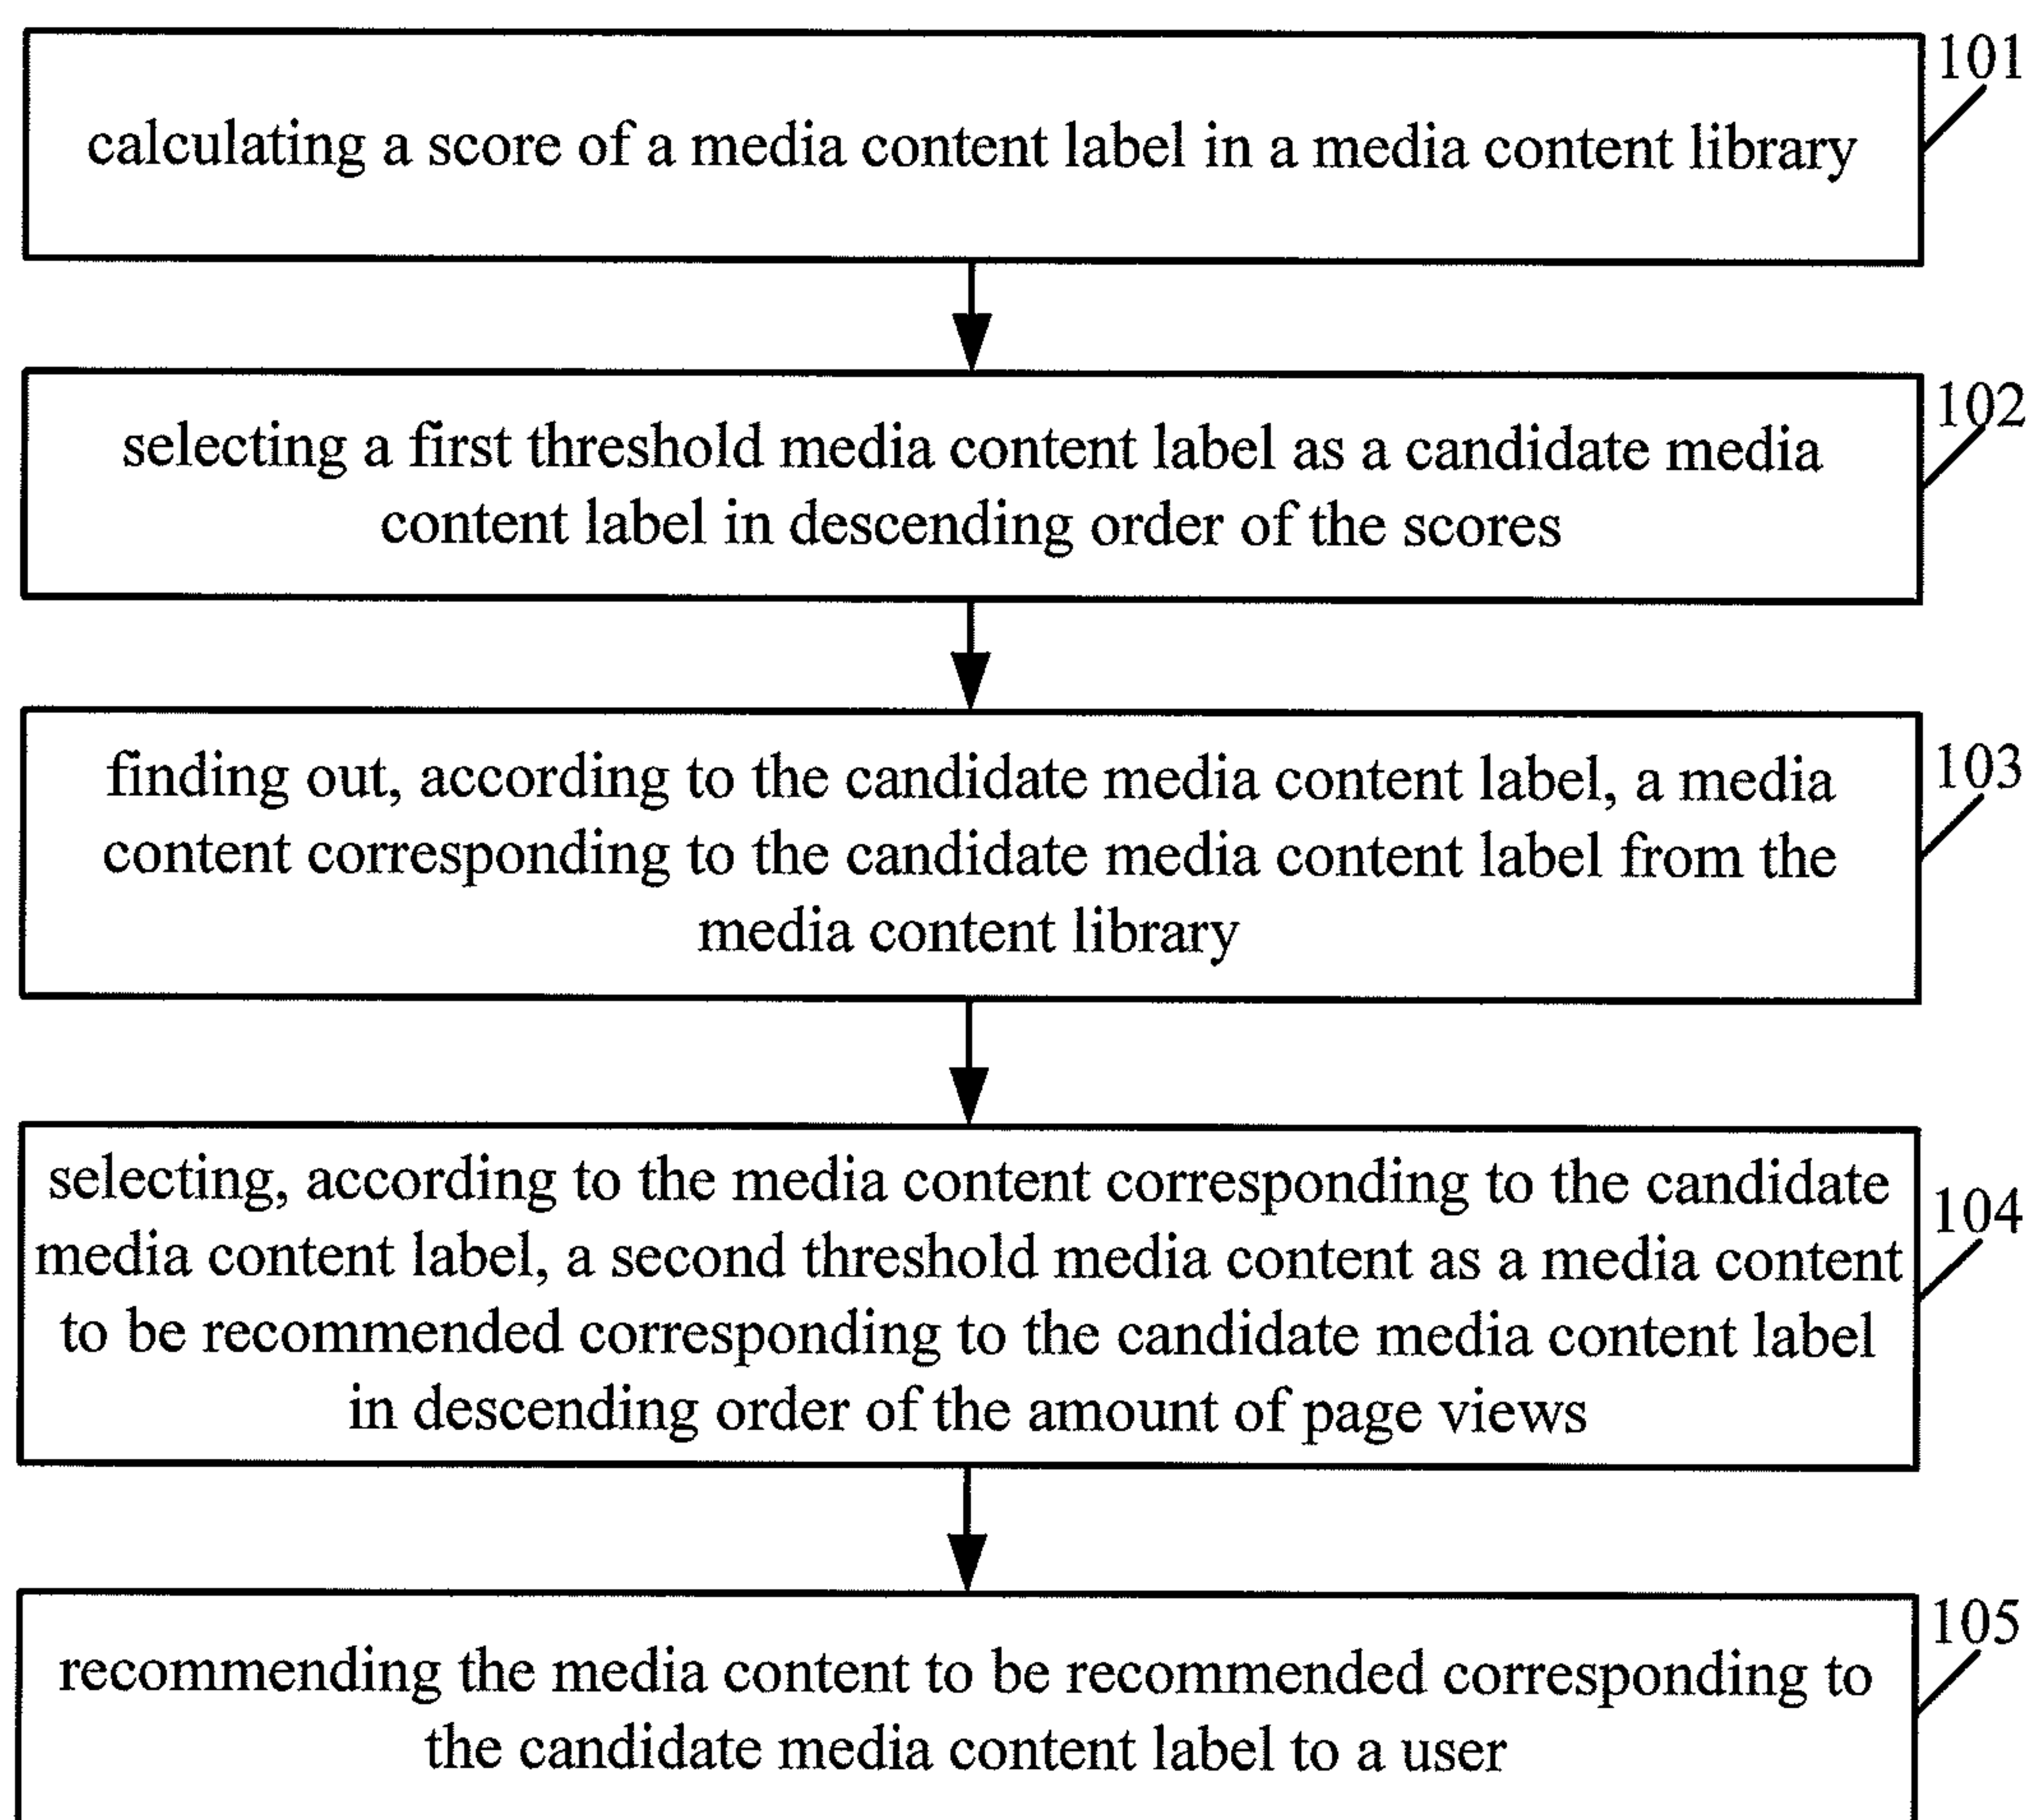 101
calculating a score of a media content label in a media content library
102
selecting a first threshold media content label as a candidate media
content label in descending order of the scores
103
finding out, according to the candidate media content label, a media
content corresponding to the candidate media content label from the
media content library
104
selecting, according to the media content corresponding to the candidate
media content label, a second threshold media content as a media content
to be recommended corresponding to the candidate media content label
in descending order of the amount of page views
105
recommending the media content to be recommended corresponding to
the candidate media content label to a user